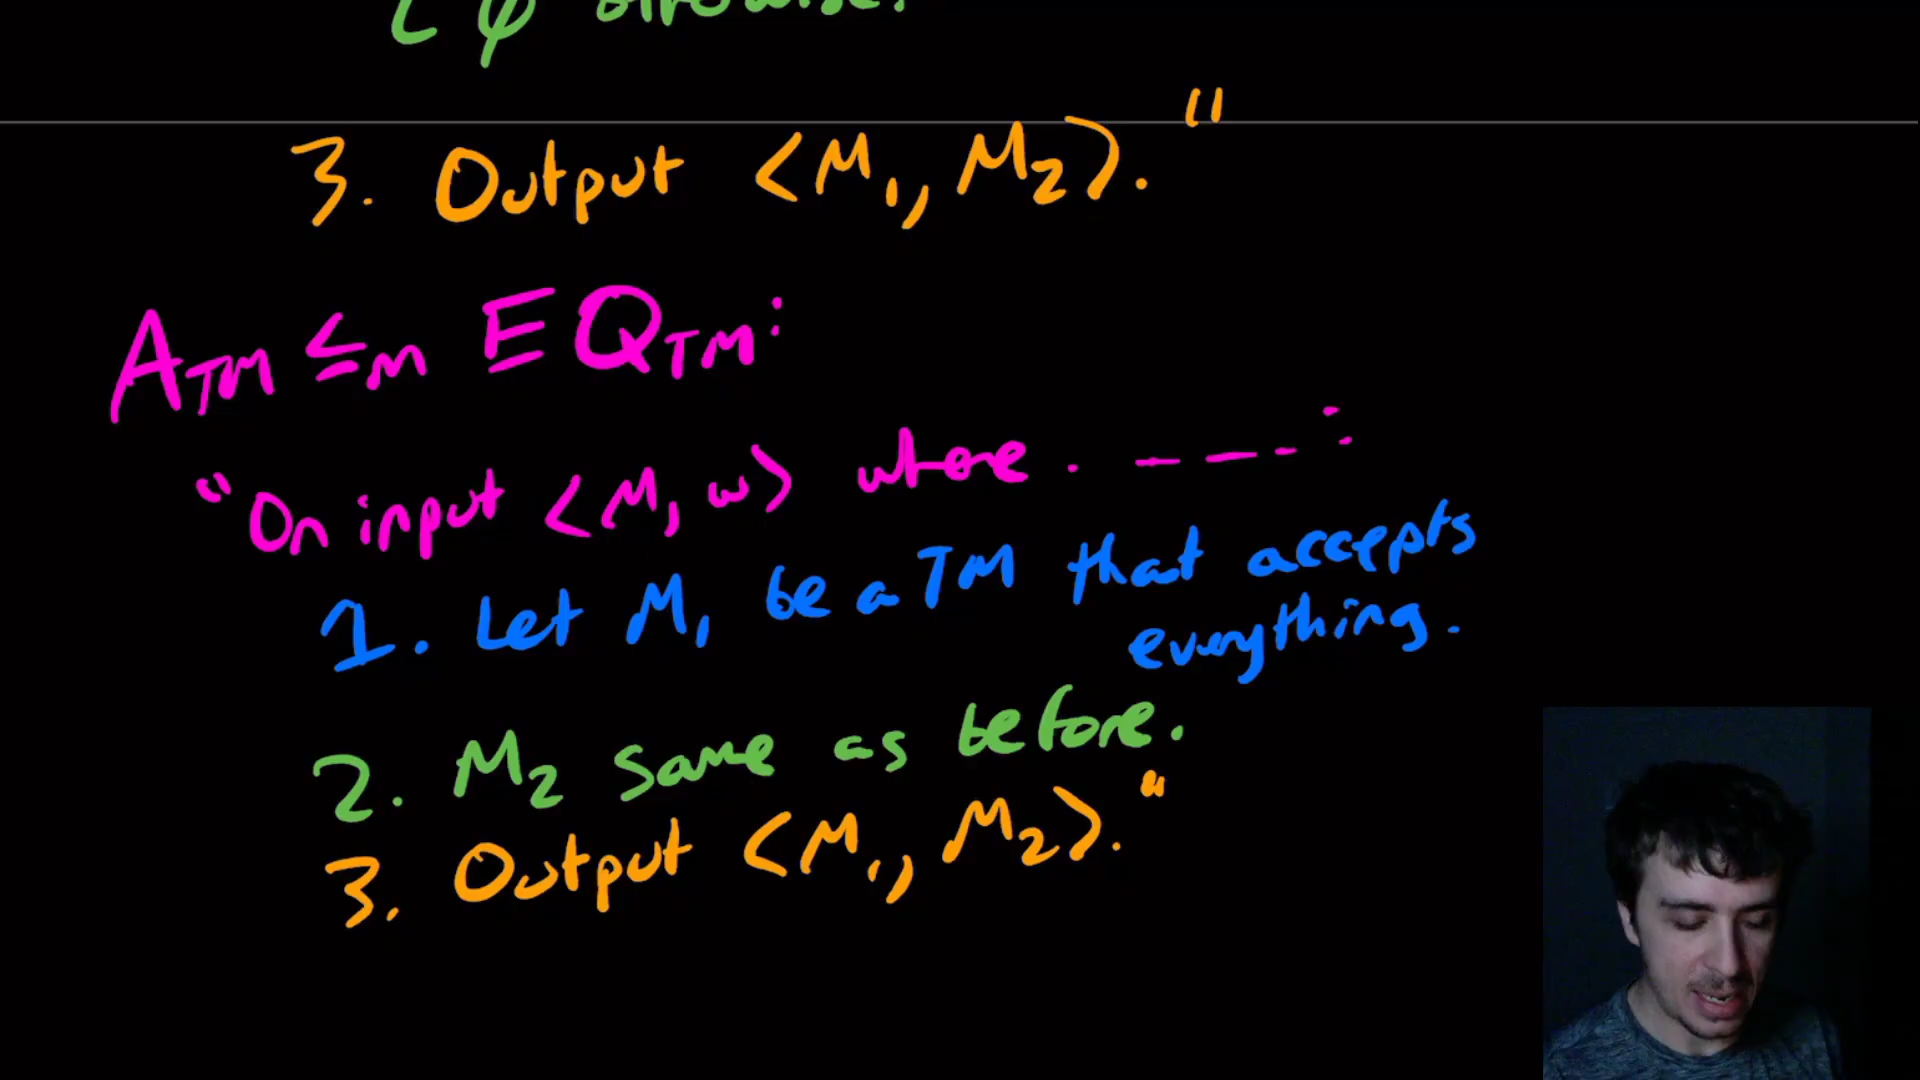 φ otherwise.
3. Output <M₁, M₂>."
A_TM ≤_m EQ_TM:
"On input <M, w> where . _ _ _ :
1. Let M₁ be a TM that accepts
everything.
2. M₂ same as before.
3. Output <M₁, M₂>."